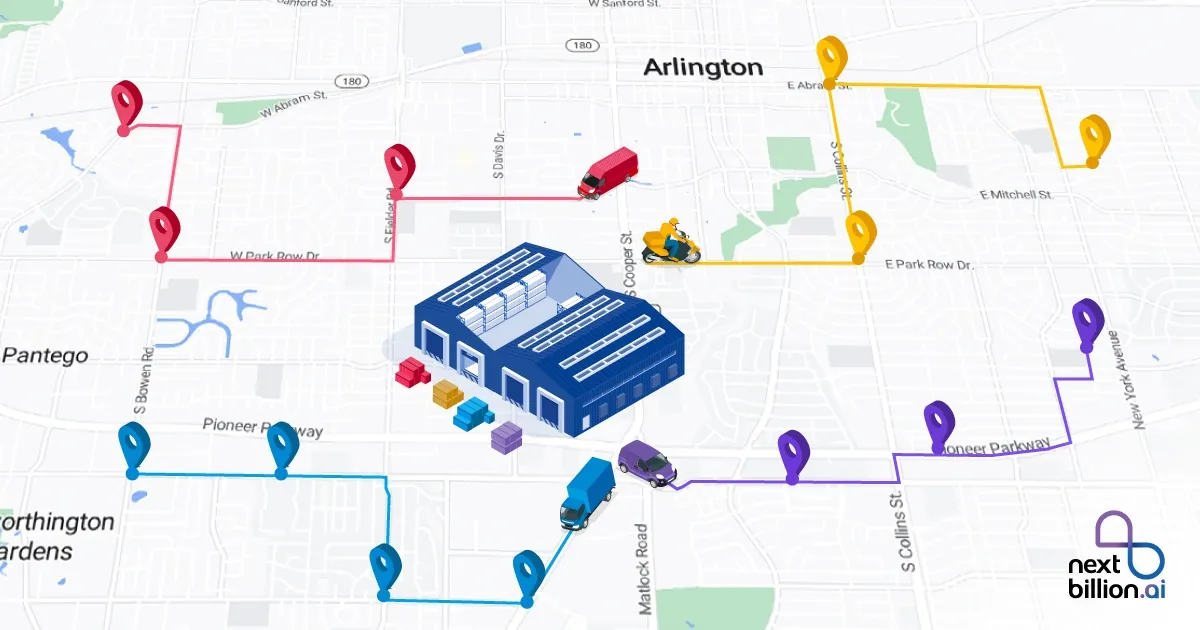 Sanford St.
W Sanford St.
180
Arlington
180
E Abram St.
W Abram St.
S Davis Dr.
S Collins St.
S Fielder Rd
E Mitchell St.
W Park Row Dr.
S Cooper St.
E Park Row Dr.
Pantego
S Bowen Rd
New York Avenue
Pioneer Parkway
ioneer Parkway
orthington
ardens
S Collins St.
Matlock Road
next
billion.ai